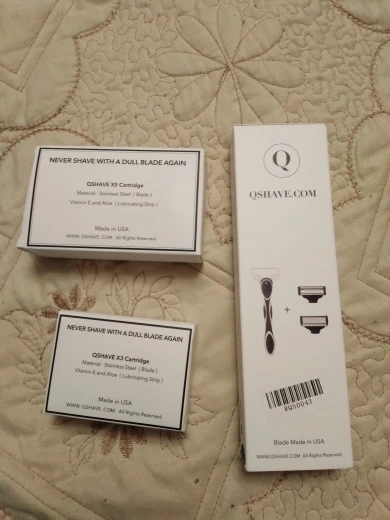 NEVER SHAVE WITH A DULL BLADE AGAIN
QSHAVE X5 Cartridge
Material: Stainless Steel ( Blade )
Vitamin E and Aloe ( Lubricating Strip )
Made in USA
WWW. QSHAVE. COM. All Rights Reserved.
NEVER SHAVE WITH A DULL BLADE AGAIN
QSHAVE X3 Cartridge
Material: Stainless Steel ( Blade )
Vitamin E and Aloe ( Lubricating Strip )
Made in USA
WWW. QSHAVE. COM. All Rights Reserved.
Q
QSHAVE.COM
+
RQS0043
Blade Made In USA
WWW.QSHAVE.COM All Rights Reserved.